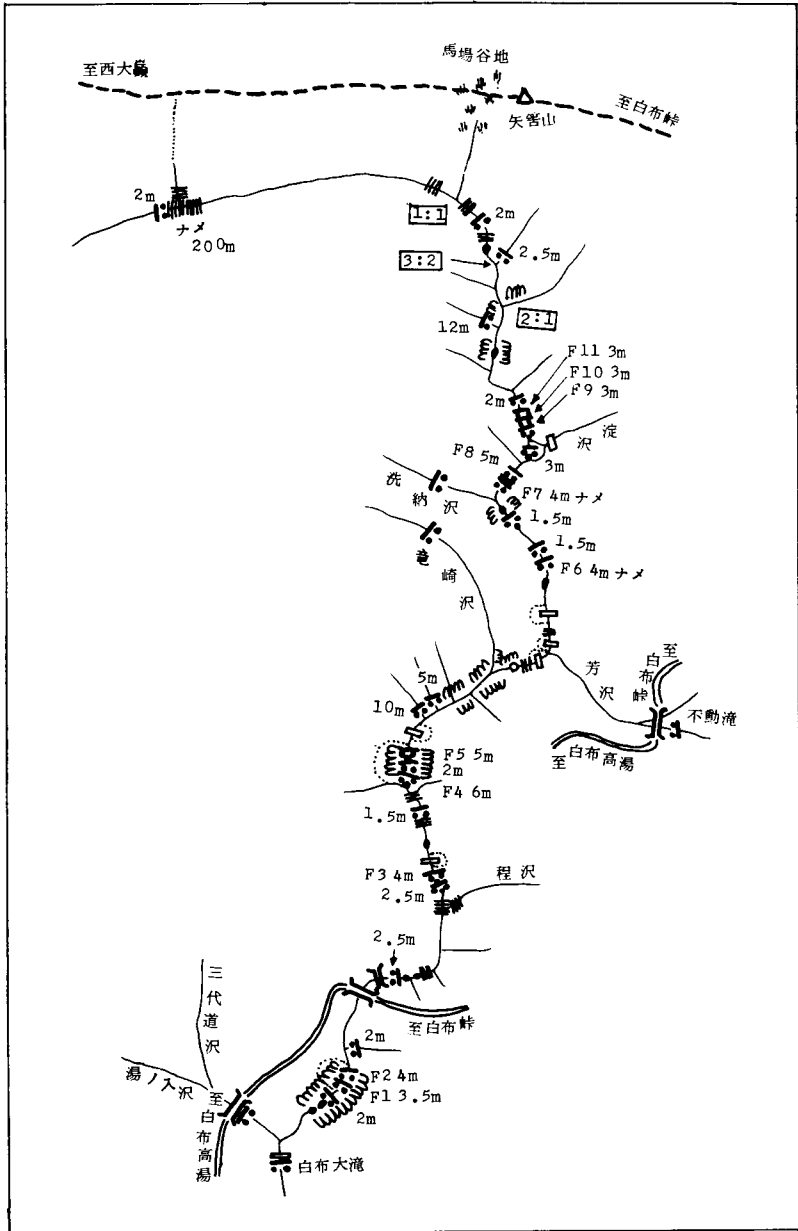 馬場谷地
至西大巓
至白布峠
矢筈山
2m
ナメ
200m
1:1
2m
3:2
2.5m
12m
2:1
F11 3m
F10 3m
F9 3m
2m
淀沢
F8 5m
3m
洗納沢
F7 4mナメ
1.5m
1.5m
F6 4mナメ
竜崎沢
芳沢
至白布峠
不動滝
至白布高湯
5m
10m
F5 5m
2m
F4 6m
1.5m
F3 4m
2.5m
程沢
2.5m
至白布峠
三代道沢
2m
湯ノ入沢
F2 4m
F1 3.5m
2m
至白布高湯
白布大滝